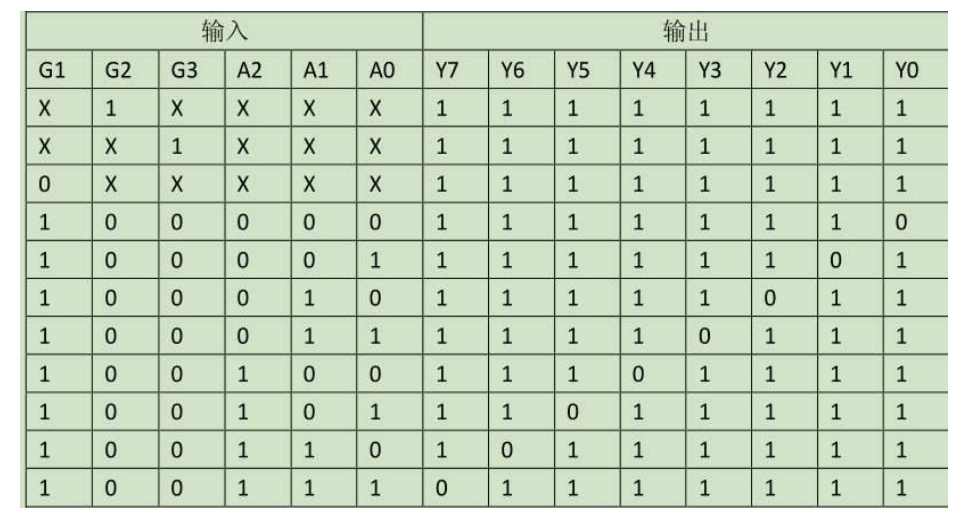 输入 输出
G1 G2 G3 A2 A1 A0 Y7 Y6 Y5 Y4 Y3 Y2 Y1 Y0
X 1 X X X X 1 1 1 1 1 1 1 1
X X 1 X X X 1 1 1 1 1 1 1 1
0 X X X X X 1 1 1 1 1 1 1 1
1 0 0 0 0 0 1 1 1 1 1 1 1 0
1 0 0 0 0 1 1 1 1 1 1 1 0 1
1 0 0 0 1 0 1 1 1 1 1 0 1 1
1 0 0 0 1 1 1 1 1 1 0 1 1 1
1 0 0 1 0 0 1 1 1 0 1 1 1 1
1 0 0 1 0 1 1 1 0 1 1 1 1 1
1 0 0 1 1 0 1 0 1 1 1 1 1 1
1 0 0 1 1 1 0 1 1 1 1 1 1 1